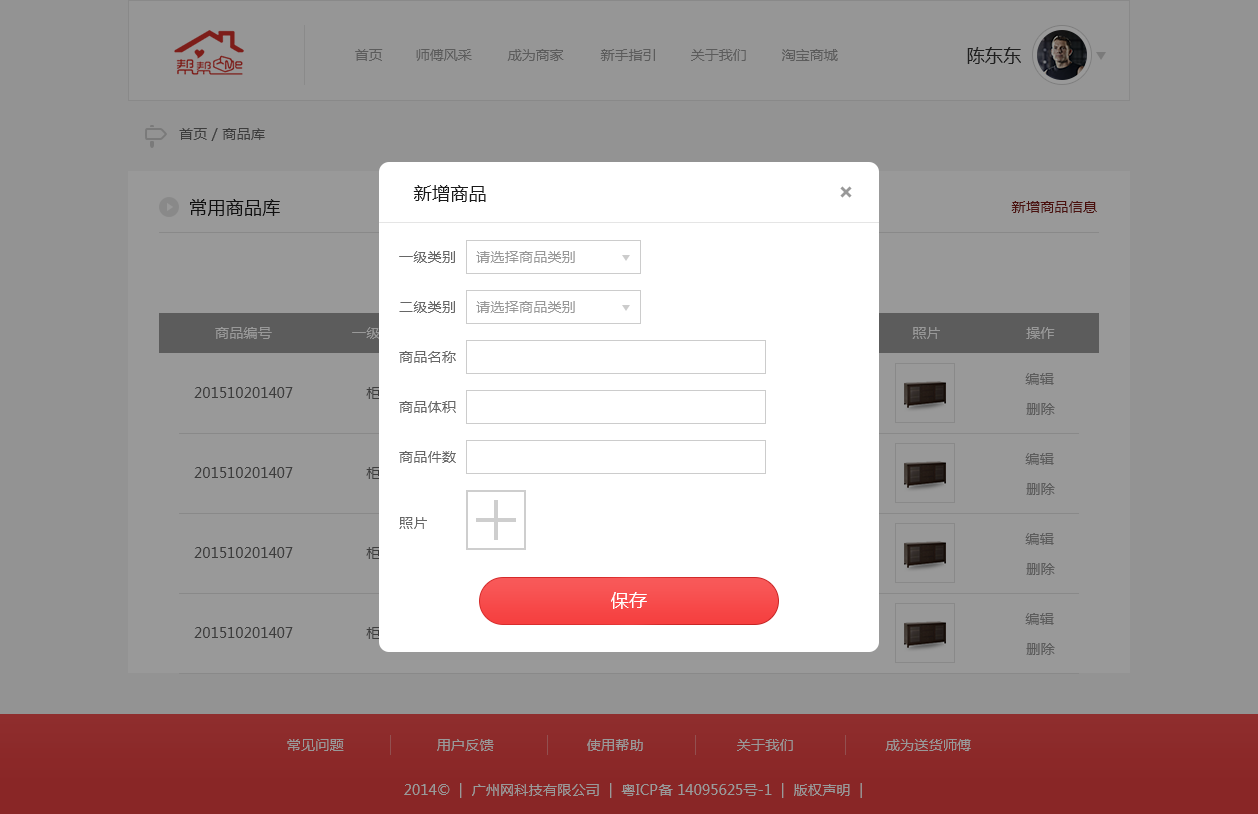 帮帮Me
首页 师傅风采 成为商家 新手指引 关于我们 淘宝商城 陈东东
首页 / 商品库
新增商品 ×
常用商品库 新增商品信息
一级类别 请选择商品类别
二级类别 请选择商品类别
商品编号 一级 照片 操作
商品名称
201510201407 柜 编辑
删除
商品体积
商品件数
201510201407 柜 编辑
删除
照片
201510201407 柜 编辑
删除
保存
201510201407 柜 编辑
删除
常见问题 用户反馈 使用帮助 关于我们 成为送货师傅
2014© | 广州网科技有限公司 | 粤ICP备 14095625号-1 | 版权声明 |